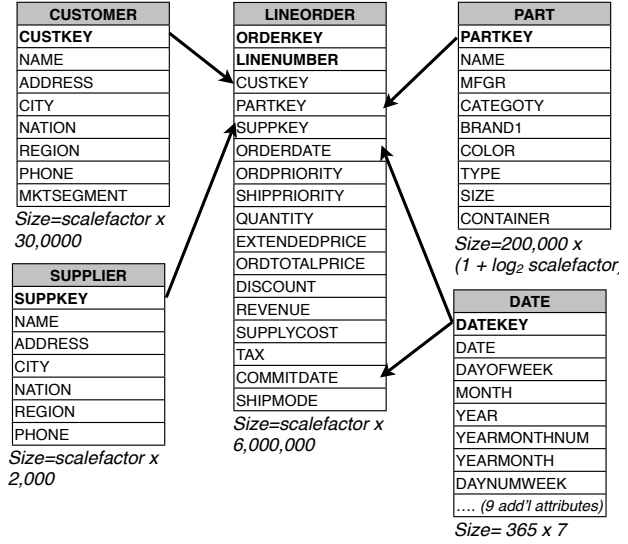 CUSTOMER
CUSTKEY
NAME
ADDRESS
CITY
NATION
REGION
PHONE
MKTSEGMENT
Size=scalefactor x
30,0000
SUPPLIER
SUPPKEY
NAME
ADDRESS
CITY
NATION
REGION
PHONE
Size=scalefactor x
2,000
LINEORDER
ORDERKEY
LINENUMBER
CUSTKEY
PARTKEY
SUPPKEY
ORDERDATE
ORDPRIORITY
SHIPPRIORITY
QUANTITY
EXTENDEDPRICE
ORDTOTALPRICE
DISCOUNT
REVENUE
SUPPLYCOST
TAX
COMMITDATE
SHIPMODE
Size=scalefactor x
6,000,000
PART
PARTKEY
NAME
MFGR
CATEGOTY
BRAND1
COLOR
TYPE
SIZE
CONTAINER
Size=200,000 x
(1 + log₂ scalefactor)
DATE
DATEKEY
DATE
DAYOFWEEK
MONTH
YEAR
YEARMONTHNUM
YEARMONTH
DAYNUMWEEK
.... (9 add'l attributes)
Size= 365 x 7